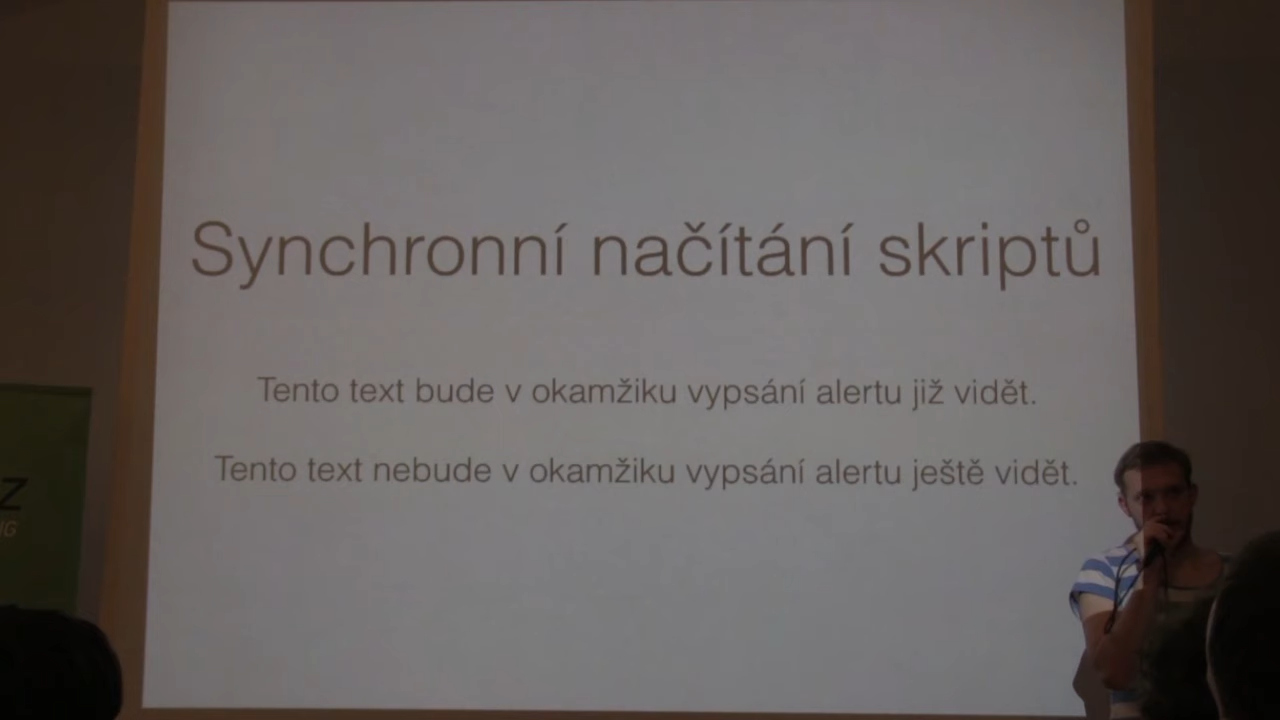 Synchronní načítání skriptů
Tento text bude v okamžiku vypsání alertu již vidět.
Tento text nebude v okamžiku vypsání alertu ještě vidět.
Z